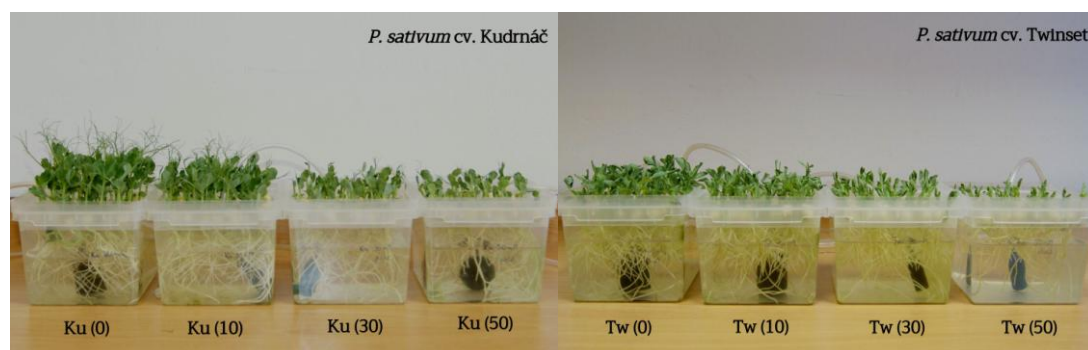 P. sativum cv. Kudrnáč
P. sativum cv. Twinset
Ku (0)
Ku (10)
Ku (30)
Ku (50)
Tw (0)
Tw (10)
Tw (30)
Tw (50)